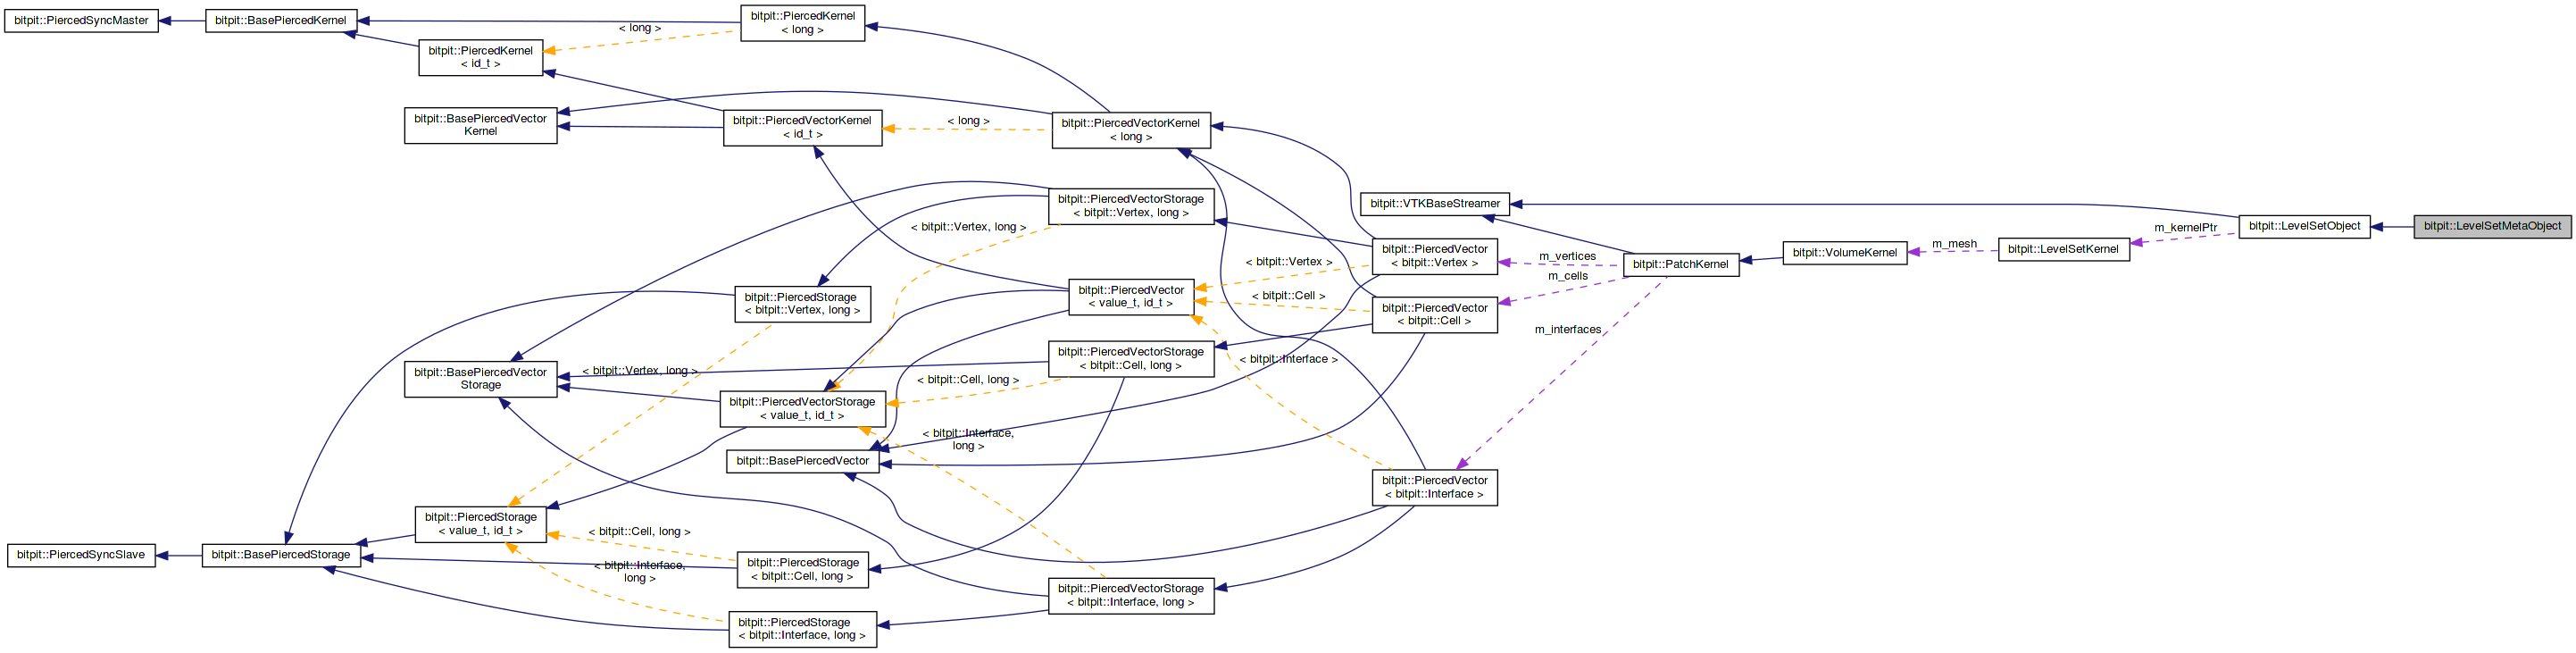 bitpit::PiercedSyncMaster
bitpit::BasePiercedKernel
bitpit::PiercedKernel
< long >
< long >
bitpit::PiercedKernel
< id_t >
bitpit::BasePiercedVector
Kernel
bitpit::PiercedVectorKernel
< id_t >
< long >
bitpit::PiercedVectorKernel
< long >
bitpit::PiercedVectorStorage
< bitpit::Vertex, long >
< bitpit::Vertex, long >
bitpit::VTKBaseStreamer
bitpit::LevelSetObject
bitpit::LevelSetMetaObject
m_kernelPtr
bitpit::LevelSetKernel
m_mesh
bitpit::VolumeKernel
bitpit::PatchKernel
m_vertices
m_cells
m_interfaces
bitpit::PiercedVector
< bitpit::Vertex >
< bitpit::Vertex >
bitpit::PiercedVector
< bitpit::Cell >
< bitpit::Cell >
bitpit::PiercedVector
< value_t, id_t >
bitpit::PiercedStorage
< bitpit::Vertex, long >
bitpit::PiercedVectorStorage
< bitpit::Cell, long >
< bitpit::Interface >
bitpit::BasePiercedVector
Storage
< bitpit::Vertex, long >
< bitpit::Cell, long >
bitpit::PiercedVectorStorage
< value_t, id_t >
< bitpit::Interface,
long >
bitpit::BasePiercedVector
bitpit::PiercedVector
< bitpit::Interface >
bitpit::PiercedStorage
< value_t, id_t >
< bitpit::Cell, long >
bitpit::PiercedSyncSlave
bitpit::BasePiercedStorage
bitpit::PiercedStorage
< bitpit::Cell, long >
< bitpit::Interface,
long >
bitpit::PiercedVectorStorage
< bitpit::Interface, long >
bitpit::PiercedStorage
< bitpit::Interface, long >